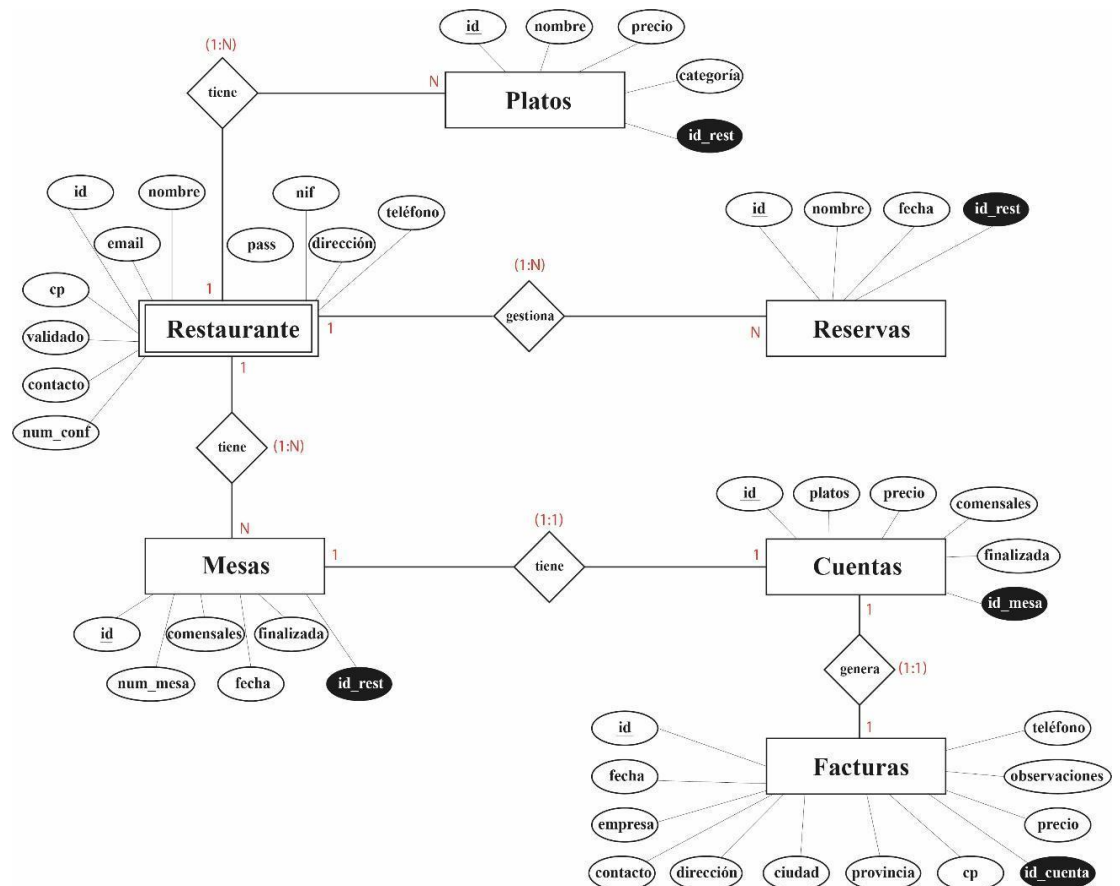 id
nombre
precio
(1:N)
categoría
tiene
N
Platos
id_rest
id
nombre
nif
teléfono
email
pass
dirección
id
nombre
fecha
id_rest
cp
1
(1:N)
Restaurante
1
gestiona
N
Reservas
validado
1
contacto
num_conf
tiene
(1:N)
id
platos
precio
comensales
N
(1:1)
Mesas
1
tiene
1
Cuentas
finalizada
id_mesa
1
id
comensales
finalizada
num_mesa
fecha
id_rest
genera
(1:1)
id
1
teléfono
fecha
Facturas
observaciones
empresa
precio
contacto
dirección
ciudad
provincia
cp
id_cuenta